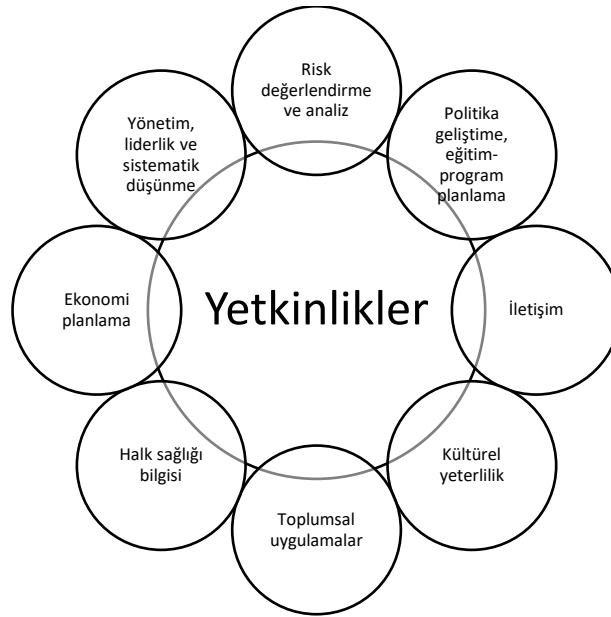 Risk
değerlendirme
ve analiz
Politika
geliştime,
eğitim-
program
planlama
İletişim
Kültürel
yeterlilik
Toplumsal
uygulamalar
Halk sağlığı
bilgisi
Ekonomi
planlama
Yönetim,
liderlik ve
sistematik
düşünme
Yetkinlikler